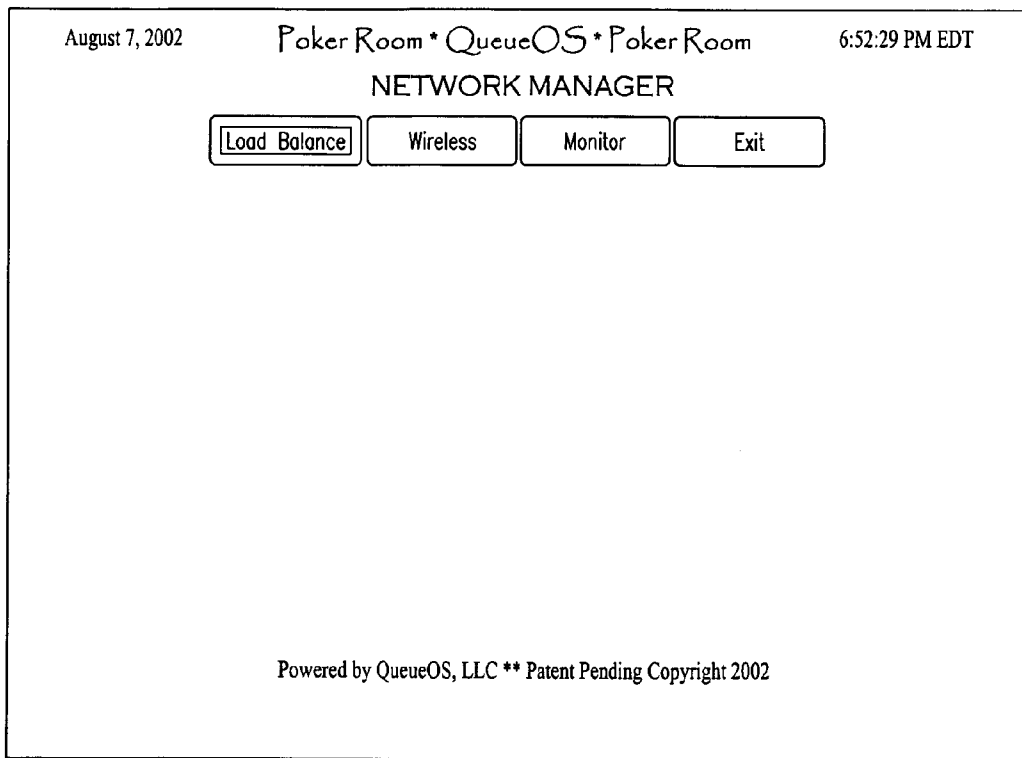 August 7, 2002 Poker Room * QueueOS * Poker Room 6:52:29 PM EDT
NETWORK MANAGER
Load Balance Wireless Monitor Exit
Powered by QueueOS, LLC ** Patent Pending Copyright 2002